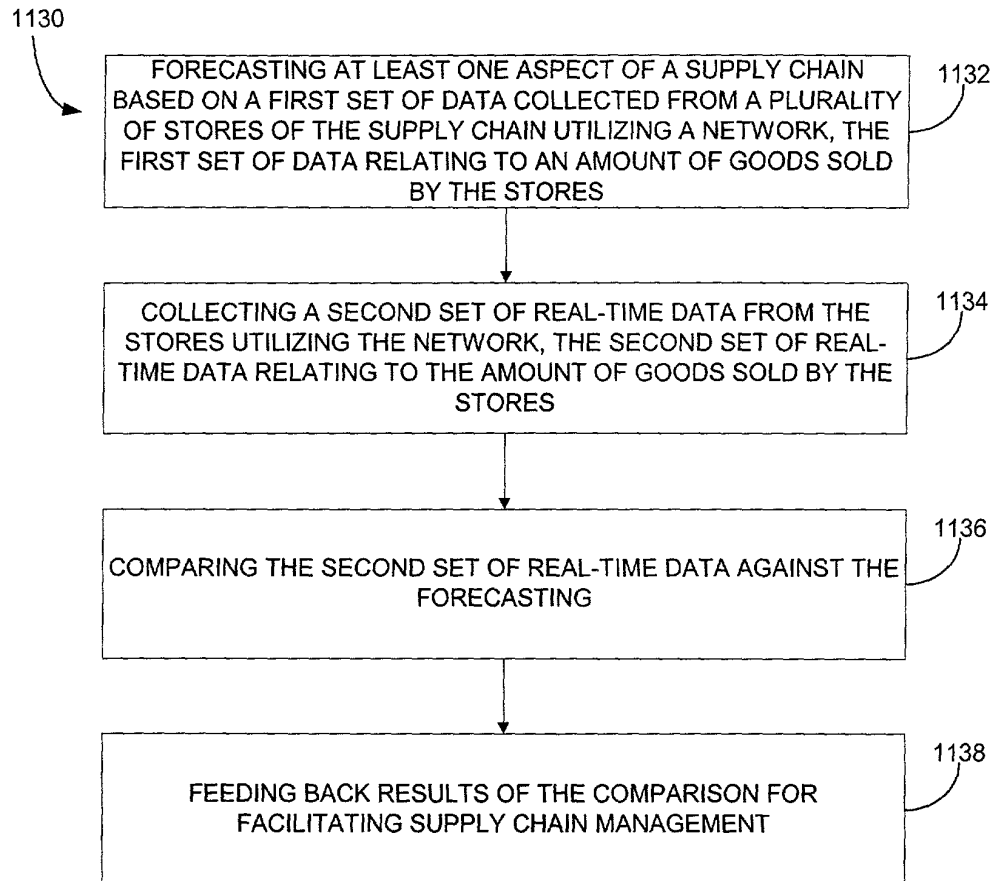 1130
FORECASTING AT LEAST ONE ASPECT OF A SUPPLY CHAIN
BASED ON A FIRST SET OF DATA COLLECTED FROM A PLURALITY
OF STORES OF THE SUPPLY CHAIN UTILIZING A NETWORK, THE
FIRST SET OF DATA RELATING TO AN AMOUNT OF GOODS SOLD
BY THE STORES
1132
COLLECTING A SECOND SET OF REAL-TIME DATA FROM THE
STORES UTILIZING THE NETWORK, THE SECOND SET OF REAL-
TIME DATA RELATING TO THE AMOUNT OF GOODS SOLD BY THE
STORES
1134
COMPARING THE SECOND SET OF REAL-TIME DATA AGAINST THE
FORECASTING
1136
FEEDING BACK RESULTS OF THE COMPARISON FOR
FACILITATING SUPPLY CHAIN MANAGEMENT
1138